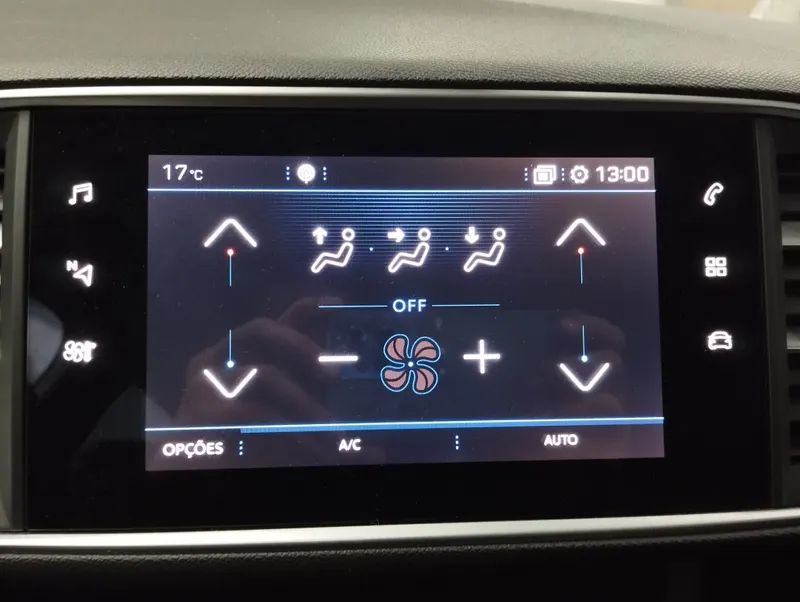 17°C 13:00
N
OFF
OPÇÕES A/C AUTO